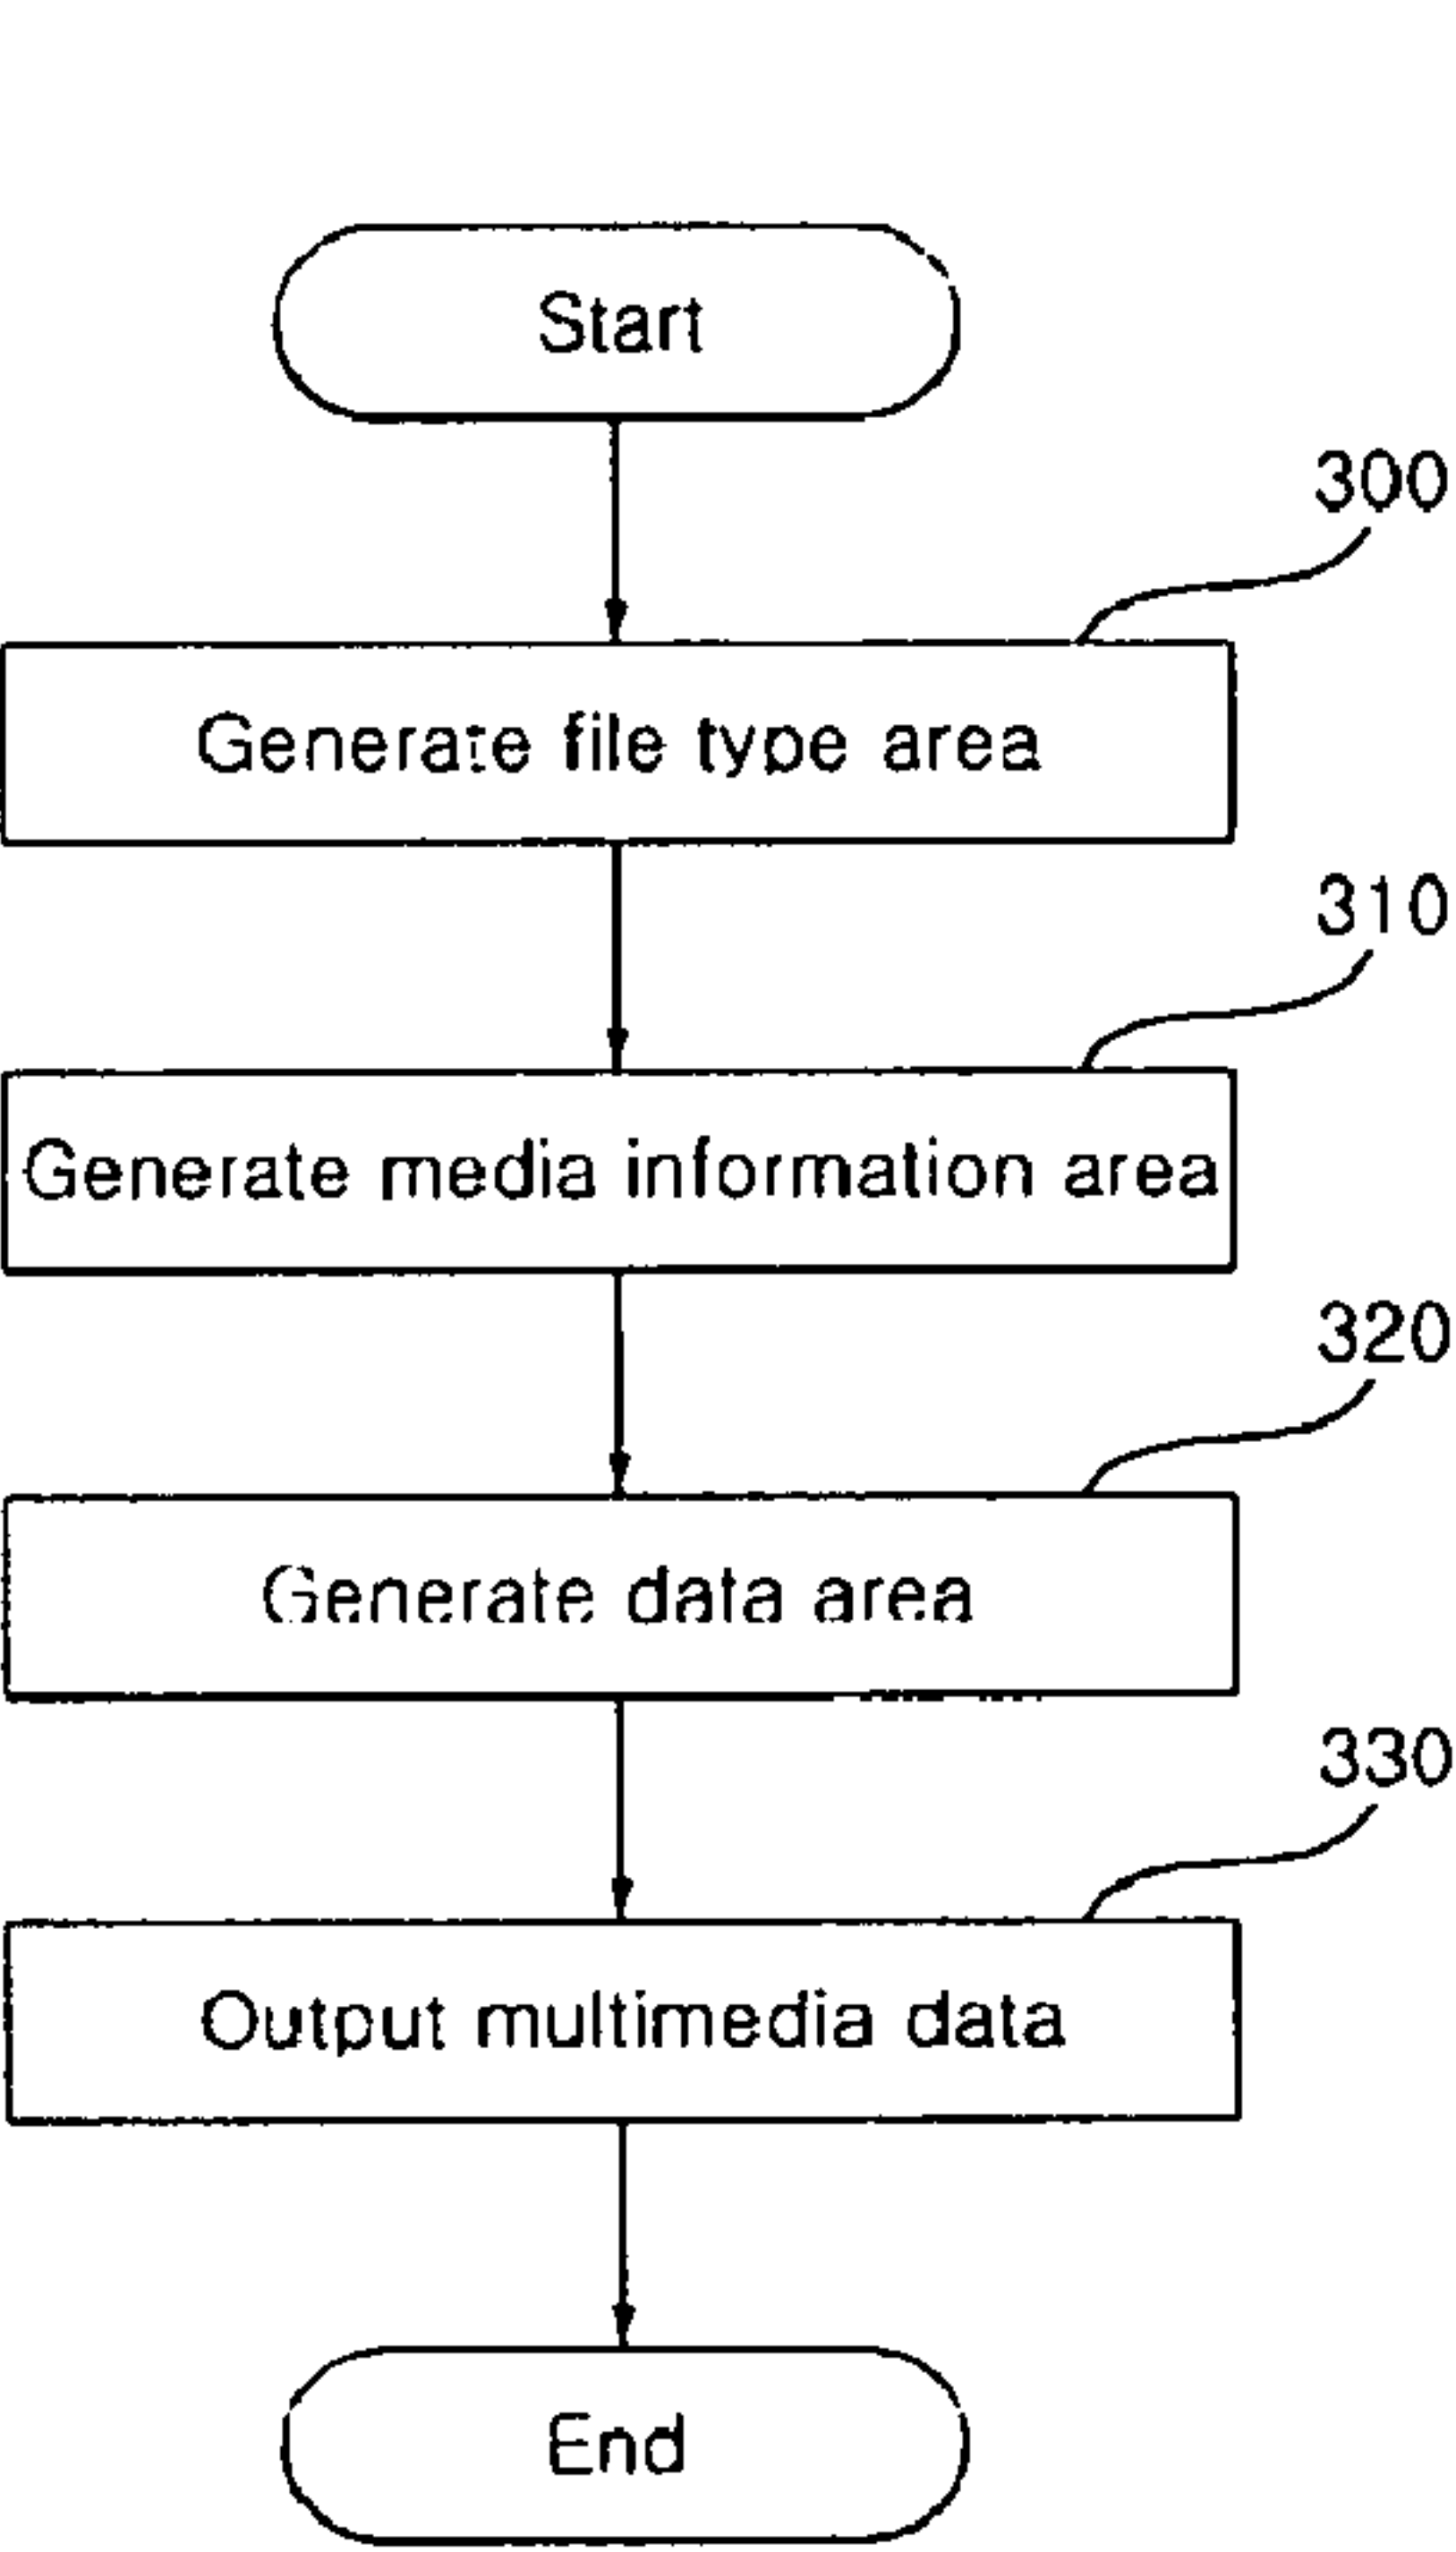 Start
300
Generate file type area
310
Generate media information area
320
Generate data area
330
Output multimedia data
End